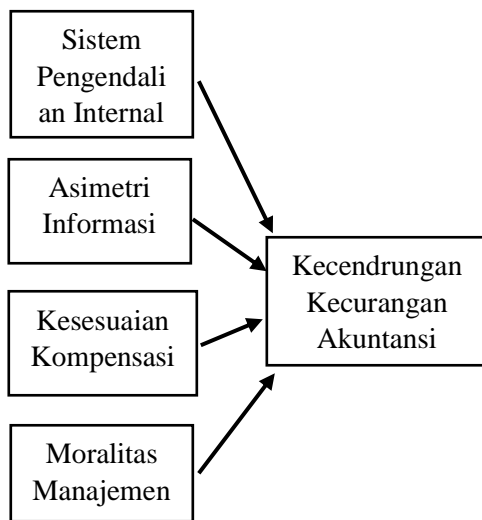 Sistem
Pengendali
an Internal
Asimetri
Informasi
Kecendrungan
Kecurangan
Akuntansi
Kesesuaian
Kompensasi
Moralitas
Manajemen